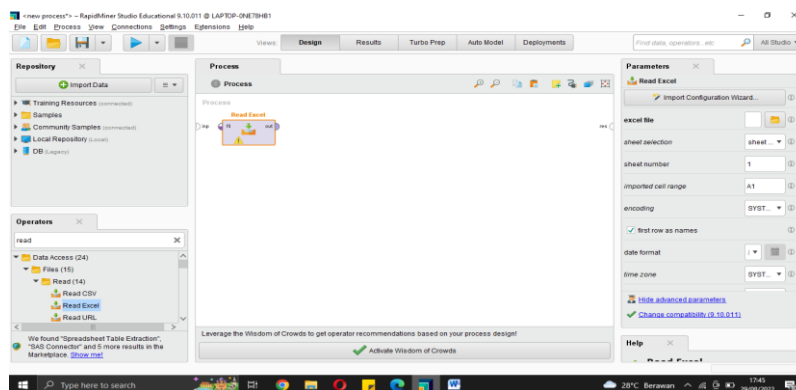 <new process*> – RapidMiner Studio Educational 9.10.011 @ LAPTOP-0NE78HB1
File Edit Process View Connections Settings Extensions Help
Views: Design Results Turbo Prep Auto Model Deployments
Find data, operators...etc
All Studio
Repository
Import Data
Training Resources (connected)
Samples
Community Samples (connected)
Local Repository (Local)
DB (Legacy)
Operators
read
Data Access (24)
Files (15)
Read (14)
Read CSV
Read Excel
Read URL
We found "Spreadsheet Table Extraction",
"SAS Connector" and 5 more results in the
Marketplace. Show me!
Process
Process
Process
Read Excel
inp
fil
out
res
Leverage the Wisdom of Crowds to get operator recommendations based on your process design!
Activate Wisdom of Crowds
Parameters
Read Excel
Import Configuration Wizard...
excel file
sheet selection sheet ...
sheet number 1
imported cell range A1
encoding SYST...
first row as names
date format
time zone SYST...
Hide advanced parameters
Change compatibility (9.10.011)
Help
Read Excel
Type here to search
28°C Berawan
17:45